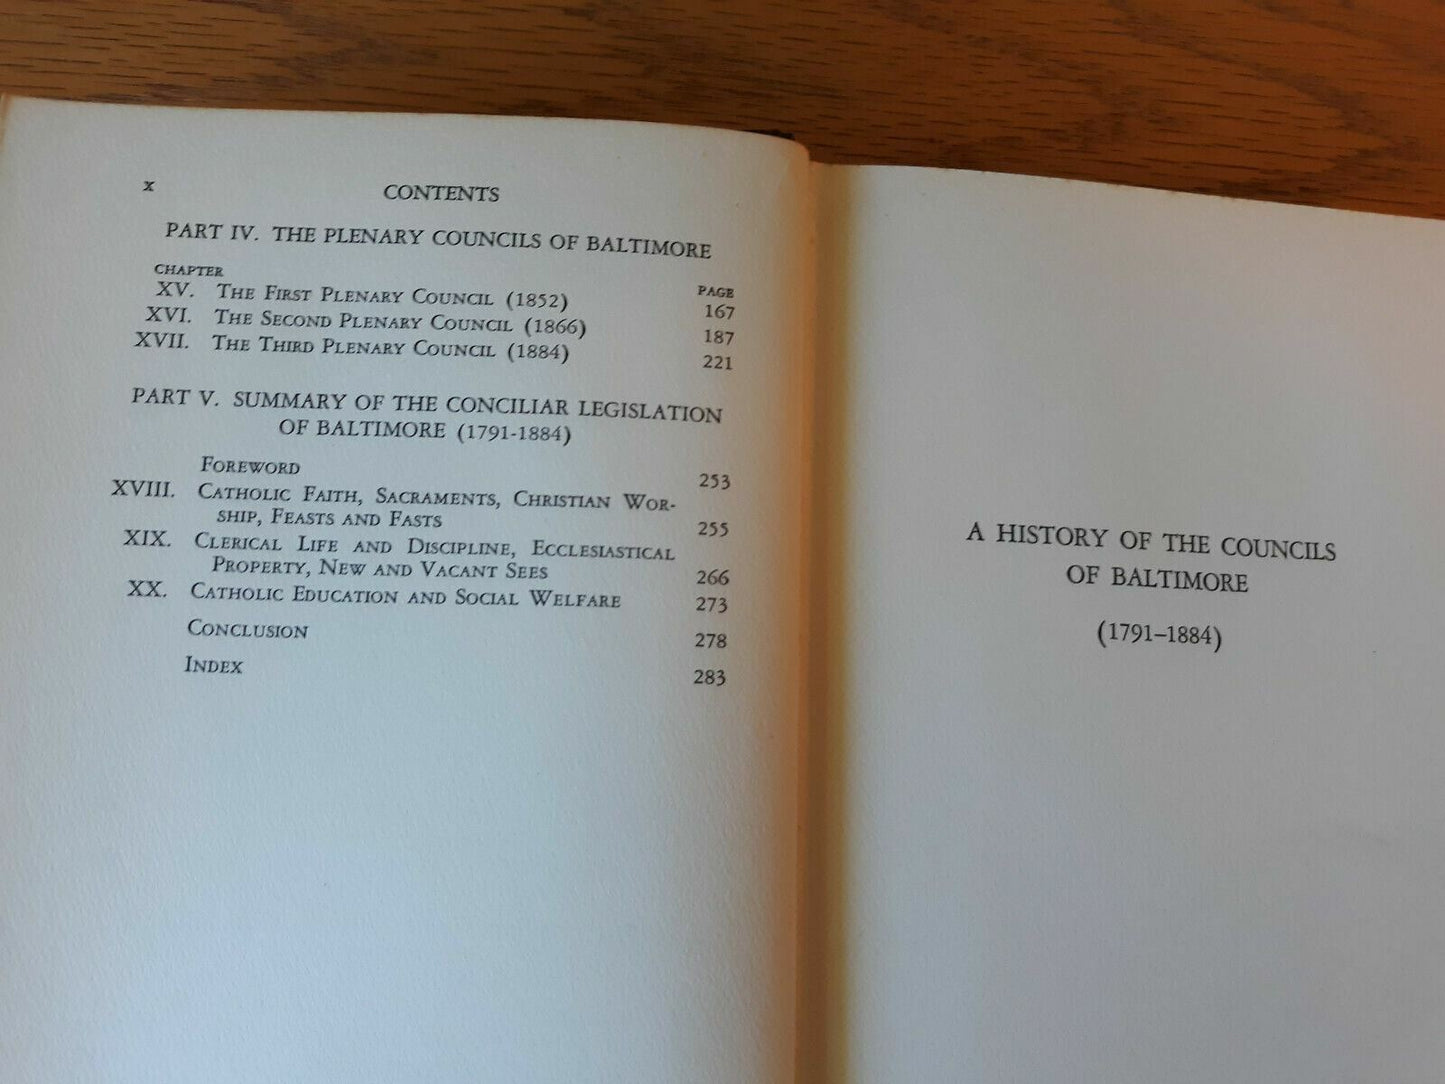 x CONTENTS
PART IV. THE PLENARY COUNCILS OF BALTIMORE
CHAPTER PAGE
XV. THE FIRST PLENARY COUNCIL (1852) 167
XVI. THE SECOND PLENARY COUNCIL (1866) 187
XVII. THE THIRD PLENARY COUNCIL (1884) 221
PART V. SUMMARY OF THE CONCILIAR LEGISLATION
OF BALTIMORE (1791-1884)
FOREWORD 253
XVIII. CATHOLIC FAITH, SACRAMENTS, CHRISTIAN WOR-
SHIP, FEASTS AND FASTS 255
XIX. CLERICAL LIFE AND DISCIPLINE, ECCLESIASTICAL
PROPERTY, NEW AND VACANT SEES 266
XX. CATHOLIC EDUCATION AND SOCIAL WELFARE 273
CONCLUSION 278
INDEX 283
A HISTORY OF THE COUNCILS
OF BALTIMORE
(1791–1884)